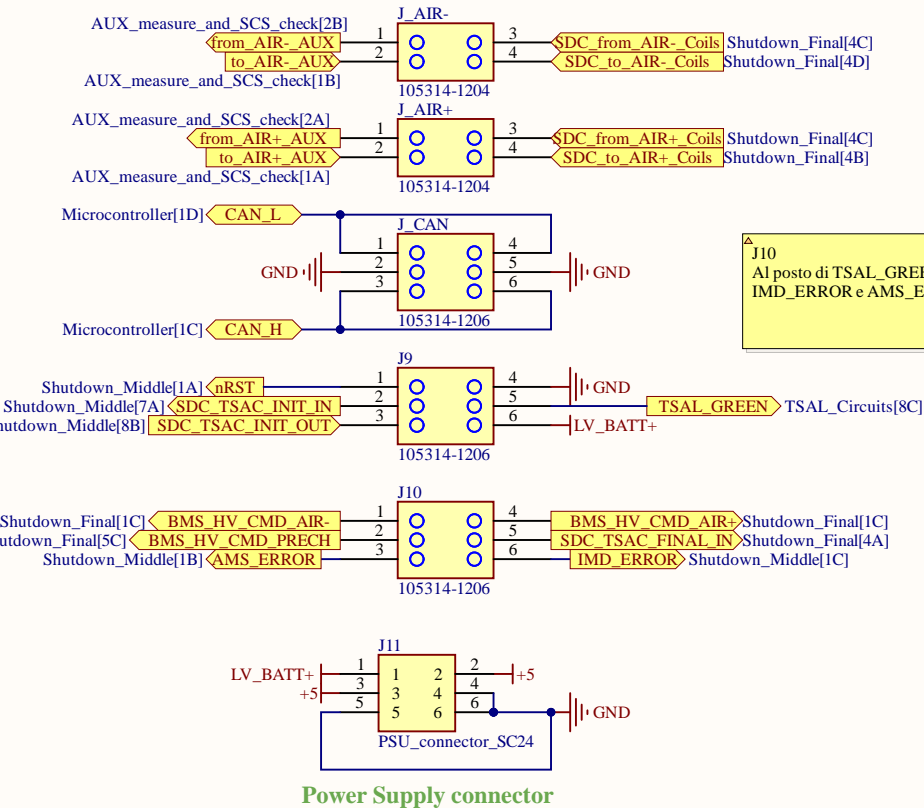 J_AIR-
AUX_measure_and_SCS_check[2B]
from_AIR-_AUX 1 3 SDC_from_AIR-_Coils Shutdown_Final[4C]
to_AIR-_AUX 2 4 SDC_to_AIR-_Coils Shutdown_Final[4D]
AUX_measure_and_SCS_check[1B]
105314-1204
J_AIR+
AUX_measure_and_SCS_check[2A]
from_AIR+_AUX 1 3 SDC_from_AIR+_Coils Shutdown_Final[4C]
to_AIR+_AUX 2 4 SDC_to_AIR+_Coils Shutdown_Final[4B]
AUX_measure_and_SCS_check[1A]
105314-1204
Microcontroller[1D] CAN_L
J_CAN
1 4
GND 2 5 GND
3 6
105314-1206
Microcontroller[1C] CAN_H
J10
Al posto di TSAL_GREE
IMD_ERROR e AMS_E
J9
Shutdown_Middle[1A] nRST 1 4 GND
Shutdown_Middle[7A] SDC_TSAC_INIT_IN 2 5 TSAL_GREEN TSAL_Circuits[8C]
hutdown_Middle[8B] SDC_TSAC_INIT_OUT 3 6 LV_BATT+
105314-1206
J10
Shutdown_Final[1C] BMS_HV_CMD_AIR- 1 4 BMS_HV_CMD_AIR+ Shutdown_Final[1C]
utdown_Final[5C] BMS_HV_CMD_PRECH 2 5 SDC_TSAC_FINAL_IN Shutdown_Final[4A]
Shutdown_Middle[1B] AMS_ERROR 3 6 IMD_ERROR Shutdown_Middle[1C]
105314-1206
J11
LV_BATT+ 1 1 2 2 +5
+5 3 3 4 4
5 5 6 6 GND
PSU_connector_SC24
Power Supply connector